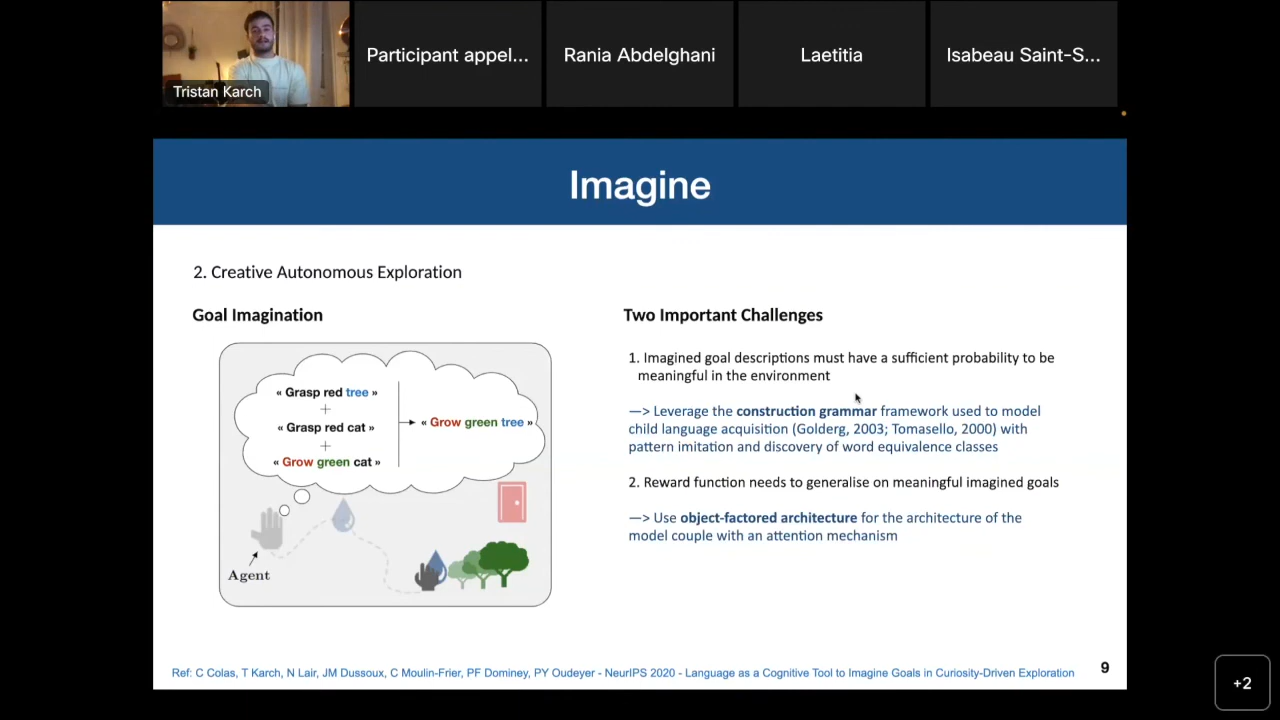 Participant appel...
Rania Abdelghani
Laetitia
Isabeau Saint-S...
Tristan Karch
Imagine
2. Creative Autonomous Exploration
Goal Imagination
« Grasp red tree »
+
« Grasp red cat »
+
« Grow green cat »
« Grow green tree »
Agent
Two Important Challenges
1. Imagined goal descriptions must have a sufficient probability to be
meaningful in the environment
—> Leverage the construction grammar framework used to model
child language acquisition (Golderg, 2003; Tomasello, 2000) with
pattern imitation and discovery of word equivalence classes
2. Reward function needs to generalise on meaningful imagined goals
—> Use object-factored architecture for the architecture of the
model couple with an attention mechanism
Ref: C Colas, T Karch, N Lair, JM Dussoux, C Moulin-Frier, PF Dominey, PY Oudeyer - NeurIPS 2020 - Language as a Cognitive Tool to Imagine Goals in Curiosity-Driven Exploration
9
+2